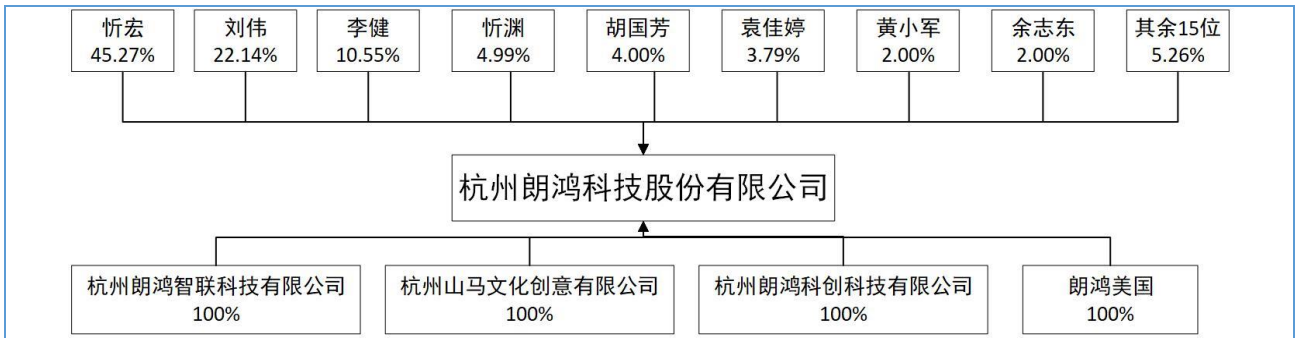 忻宏
45.27%
刘伟
22.14%
李健
10.55%
忻渊
4.99%
胡国芳
4.00%
袁佳婷
3.79%
黄小军
2.00%
余志东
2.00%
其余15位
5.26%
杭州朗鸿科技股份有限公司
杭州朗鸿智联科技有限公司
100%
杭州山马文化创意有限公司
100%
杭州朗鸿科创科技有限公司
100%
朗鸿美国
100%